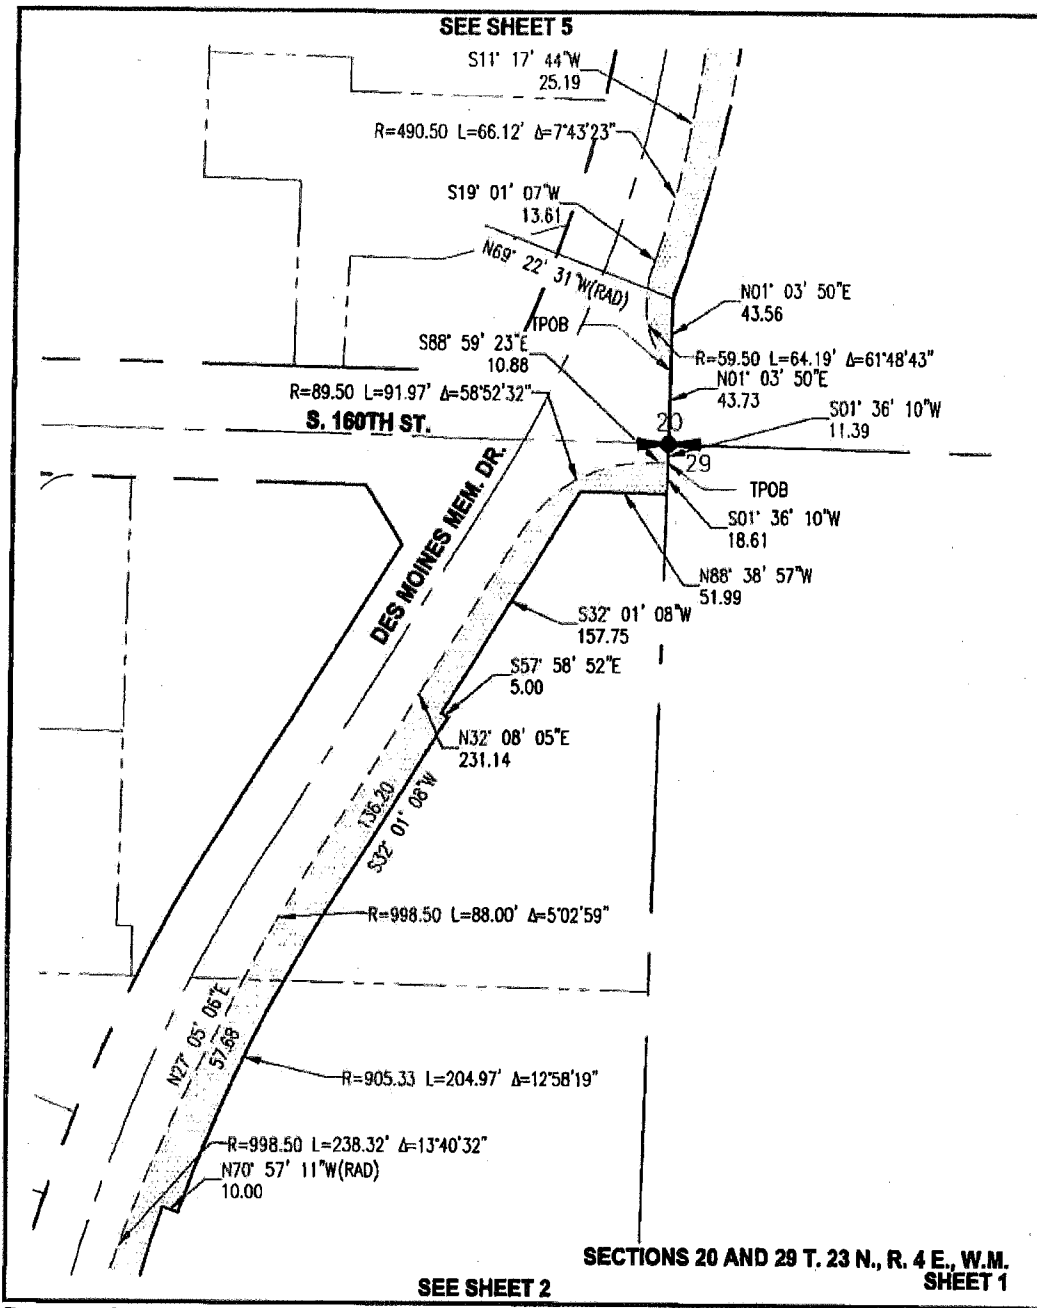 SEE SHEET 5
S11° 17' 44"W
25.19
R=490.50 L=66.12' Δ=7°43'23"
S19° 01' 07"W
13.61
N69° 22' 31"W(RAD)
N01° 03' 50"E
43.56
TPOB
S88° 59' 23"E
10.88
R=59.50 L=64.19' Δ=61°48'43"
N01° 03' 50"E
43.73
R=89.50 L=91.97' Δ=58°52'32"
S. 160TH ST.
20
S01° 36' 10"W
11.39
29
TPOB
S01° 36' 10"W
18.61
DES MOINES MEM. DR.
N88° 38' 57"W
51.99
S32° 01' 08"W
157.75
S57° 58' 52"E
5.00
N32° 08' 05"E
231.14
136.20
S32° 01' 08"W
R=998.50 L=88.00' Δ=5°02'59"
N27° 05' 06"E
57.68
R=905.33 L=204.97' Δ=12°58'19"
R=998.50 L=238.32' Δ=13°40'32"
N70° 57' 11"W(RAD)
10.00
SECTIONS 20 AND 29 T. 23 N., R. 4 E., W.M.
SHEET 1
SEE SHEET 2